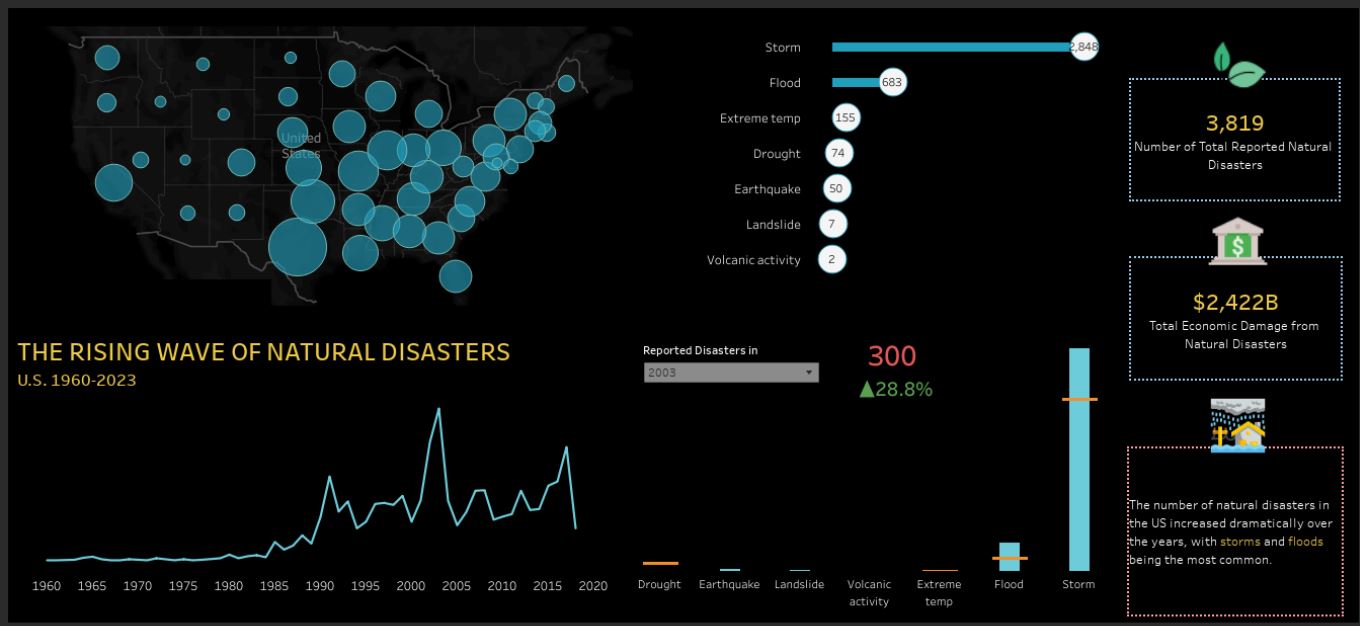 United
States
Storm
2,848
Flood
683
Extreme temp
155
Drought
74
Earthquake
50
Landslide
7
Volcanic activity
2
3,819
Number of Total Reported Natural
Disasters
$2,422B
Total Economic Damage from
Natural Disasters
THE RISING WAVE OF NATURAL DISASTERS
U.S. 1960-2023
1960 1965 1970 1975 1980 1985 1990 1995 2000 2005 2010 2015 2020
Reported Disasters in
2003
300
▲28.8%
Drought Earthquake Landslide Volcanic Extreme Flood Storm
activity temp
The number of natural disasters in
the US increased dramatically over
the years, with storms and floods
being the most common.